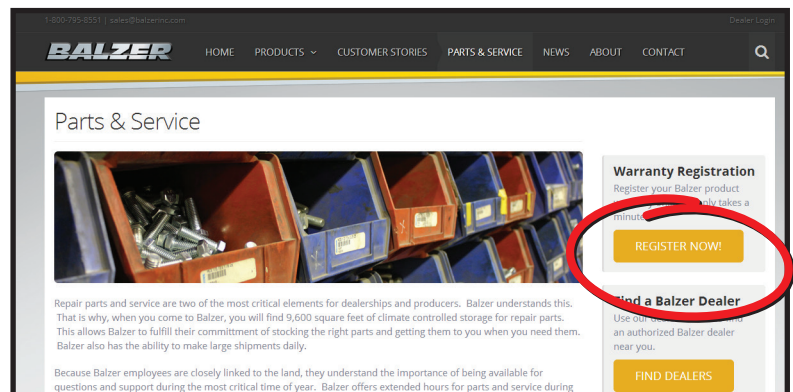 1-800-795-8551 | sales@balzerinc.com
Dealer Login
BALZER
HOME PRODUCTS CUSTOMER STORIES PARTS & SERVICE NEWS ABOUT CONTACT
Parts & Service
Repair parts and service are two of the most critical elements for dealerships and producers. Balzer understands this.
That is why, when you come to Balzer, you will find 9,600 square feet of climate controlled storage for repair parts.
This allows Balzer to fulfill their committment of stocking the right parts and getting them to you when you need them.
Balzer also has the ability to make large shipments daily.
Because Balzer employees are closely linked to the land, they understand the importance of being available for
questions and support during the most critical time of year. Balzer offers extended hours for parts and service during
Warranty Registration
Register your Balzer product
only takes a
minute
REGISTER NOW!
Find a Balzer Dealer
Use our
an authorized Balzer dealer
near you.
FIND DEALERS